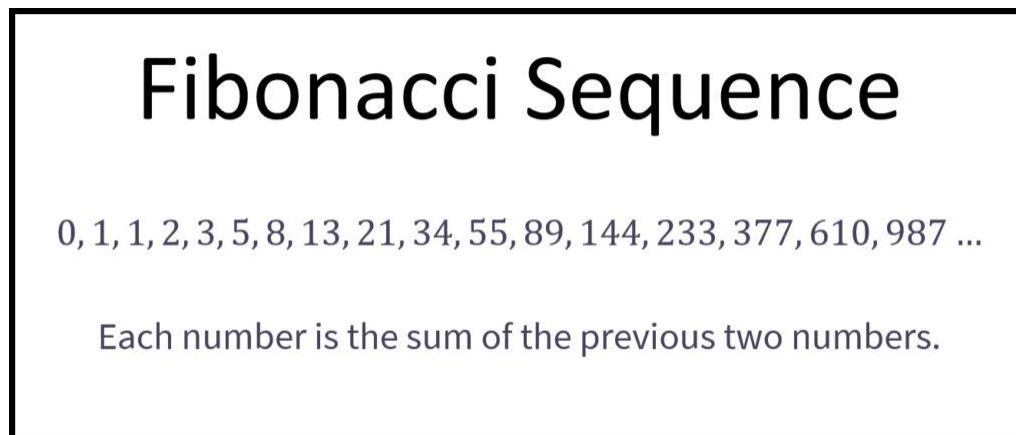 Fibonacci Sequence
0, 1, 1, 2, 3, 5, 8, 13, 21, 34, 55, 89, 144, 233, 377, 610, 987 ...
Each number is the sum of the previous two numbers.